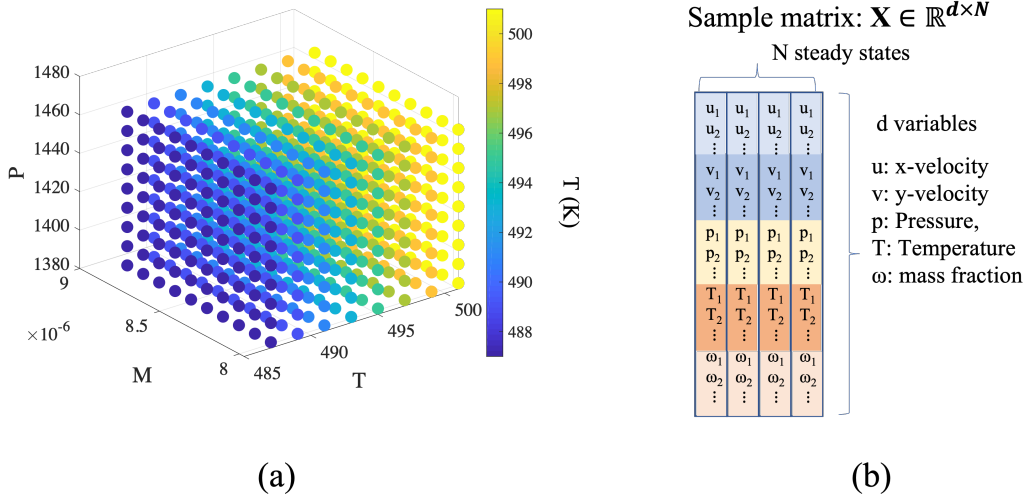 1480
1460
1440
1420
1400
1380
P
9
8.5
8
×10⁻⁶
M
485
490
495
500
T
500
498
496
494
492
490
488
T (K)
(a)
Sample matrix: X ∈ ℝᵈˣᴺ
N steady states
u₁ u₁ u₁ u₁
u₂ u₂ u₂ u₂
⋮ ⋮ ⋮ ⋮
v₁ v₁ v₁ v₁
v₂ v₂ v₂ v₂
⋮ ⋮ ⋮ ⋮
p₁ p₁ p₁ p₁
p₂ p₂ p₂ p₂
⋮ ⋮ ⋮ ⋮
T₁ T₁ T₁ T₁
T₂ T₂ T₂ T₂
⋮ ⋮ ⋮ ⋮
ω₁ ω₁ ω₁ ω₁
ω₂ ω₂ ω₂ ω₂
⋮ ⋮ ⋮ ⋮
d variables
u: x-velocity
v: y-velocity
p: Pressure,
T: Temperature
ω: mass fraction
(b)